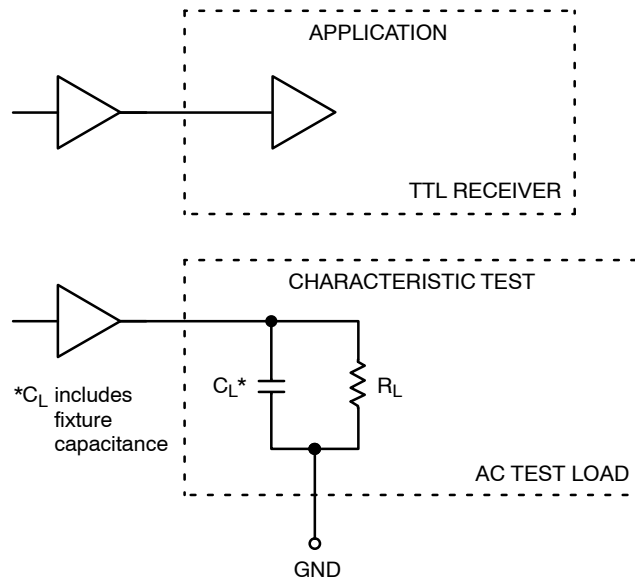 APPLICATION
TTL RECEIVER
CHARACTERISTIC TEST
*CL includes
fixture
capacitance
CL*
RL
AC TEST LOAD
GND